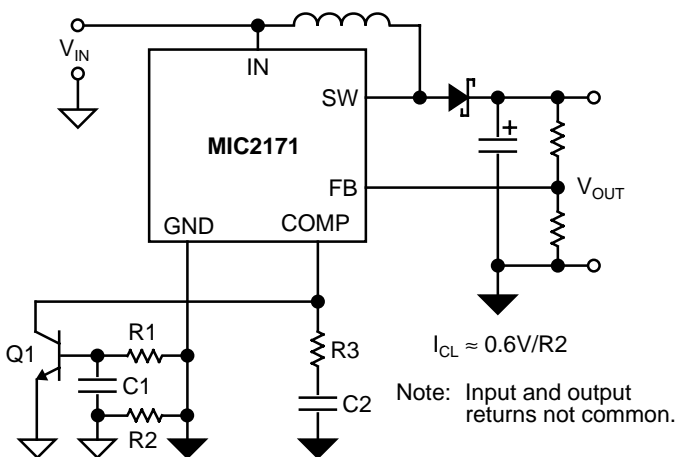 V_IN
IN
SW
MIC2171
FB
V_OUT
GND
COMP
+
Q1
R1
C1
R2
R3
C2
I_CL ≈ 0.6V/R2
Note: Input and output
returns not common.